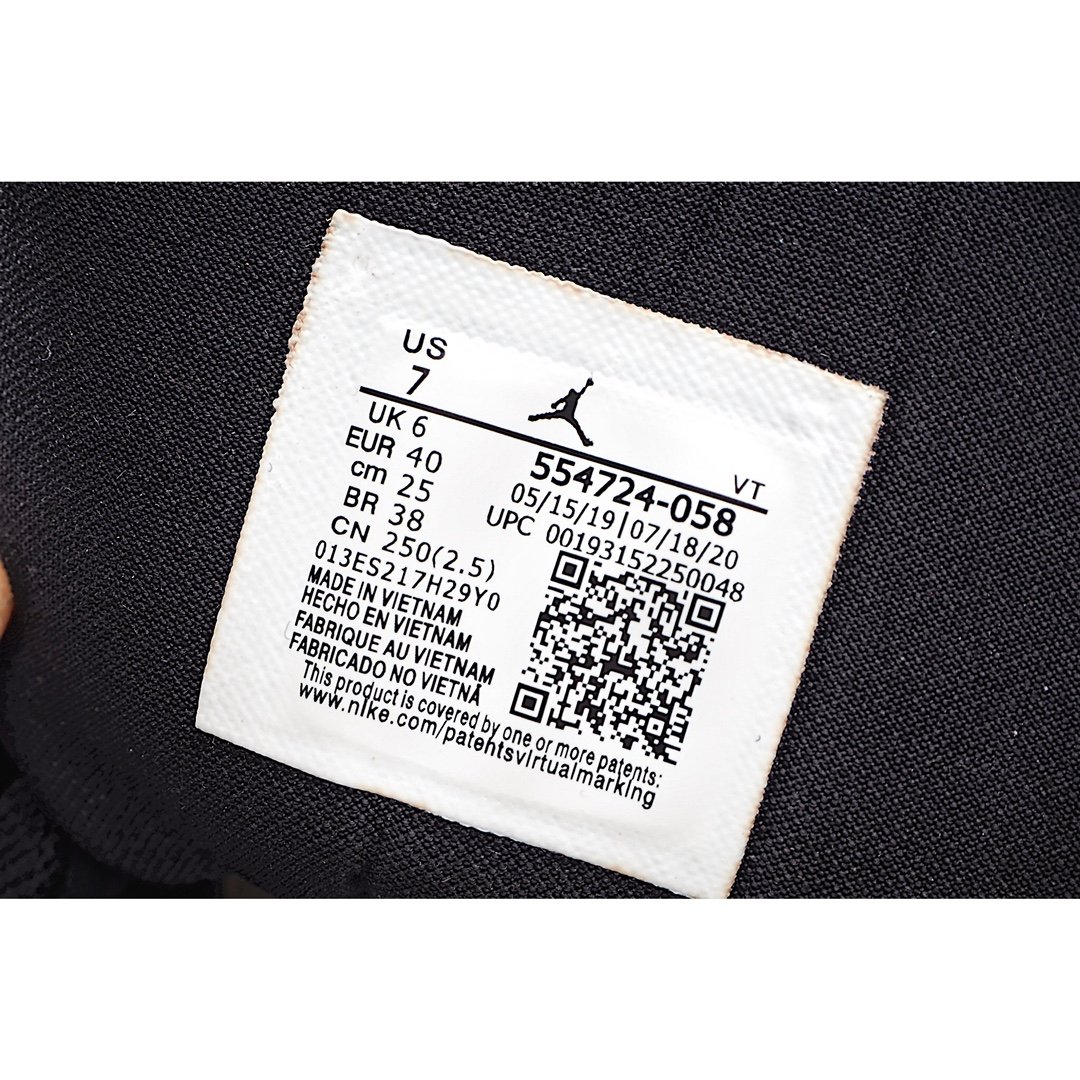 US
7
UK 6
EUR 40
cm 25
BR 38
CN 250(2.5)
013ES217H29Y0
MADE IN VIETNAM
HECHO EN VIETNAM
FABRIQUE AU VIETNAM
FABRICADO NO VIETNÃ
VT
554724-058
05/15/19|07/18/20
UPC 00193152250048
This product is covered by one or more patents:
www.nike.com/patentsvirtualmarking